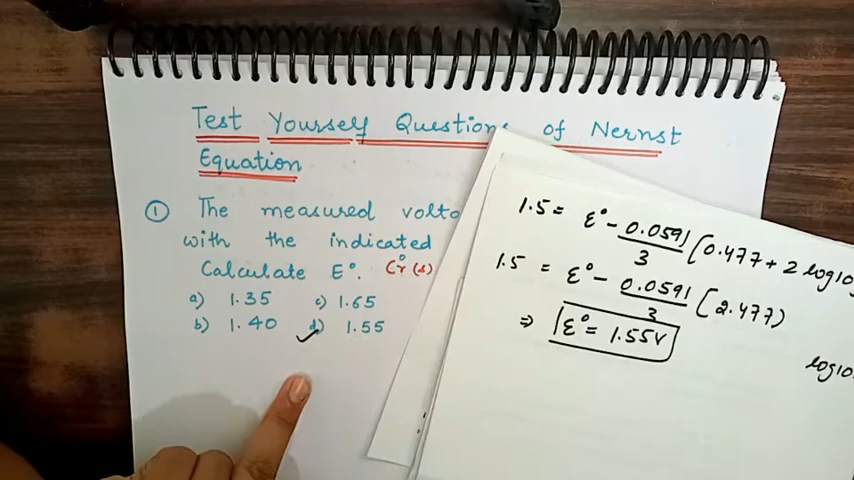 Test Yourself Questions of Nernst
Equation
① The measured
with the indicated
Calculate E°. Cr°(s)
a) 1.35 c) 1.65
b) 1.40 d) 1.55
1.5 = ε° - 0.0591/3 [0.477 + 2 log10
1.5 = ε° - 0.0591/3 [2.477)
⇒ ε° = 1.55V
log10